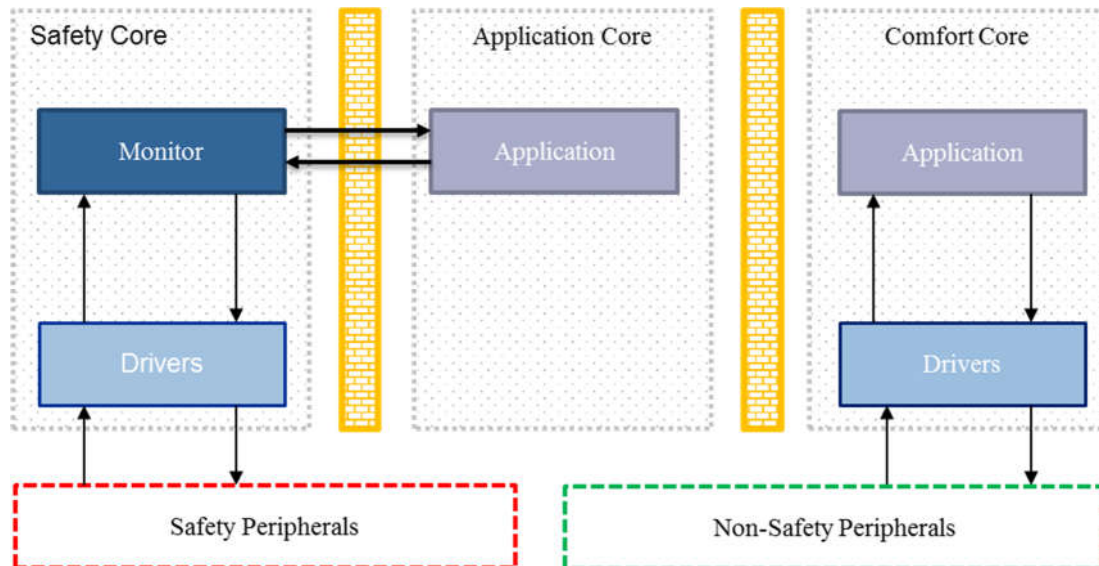 Safety Core
Application Core
Comfort Core
Monitor
Application
Application
Drivers
Drivers
Safety Peripherals
Non-Safety Peripherals